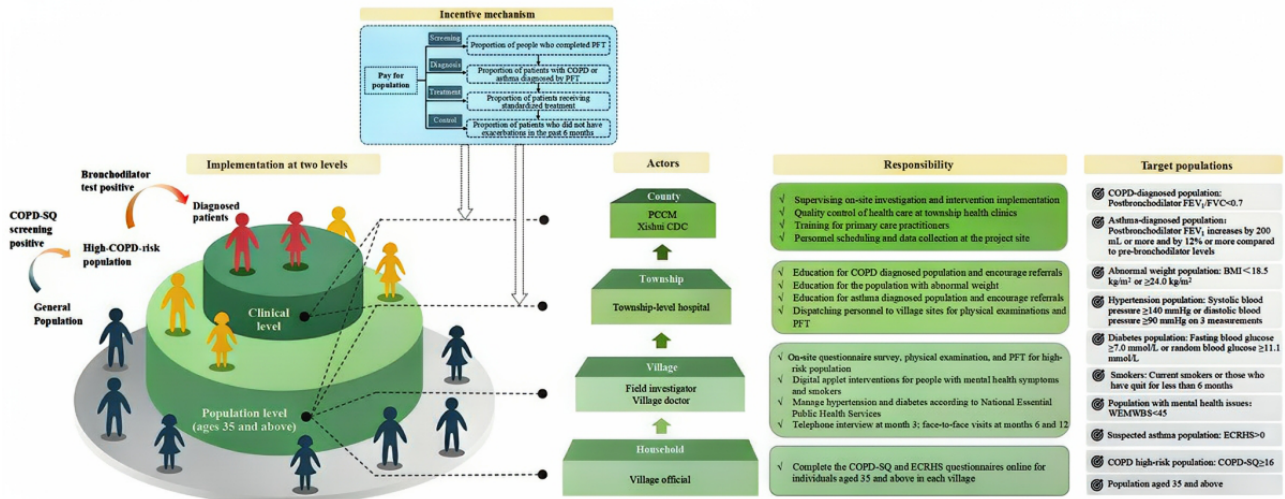 Incentive mechanism
Pay for
population
Screening
Proportion of people who completed PFT
Diagnosis
Proportion of patients with COPD or
asthma diagnosed by PFT
Treatment
Proportion of patients receiving
standardized treatment
Control
Proportion of patients who did not have
exacerbations in the past 6 months
Implementation at two levels
Bronchodilator
test positive
Diagnosed
patients
COPD-SQ
screening
positive
High-COPD-risk
population
General
Population
Clinical
level
Population level
(ages 35 and above)
Actors
County
PCCM
Xishui CDC
Township
Township-level hospital
Village
Field investigator
Village doctor
Household
Village official
Responsibility
√ Supervising on-site investigation and intervention implementation
√ Quality control of health care at township health clinics
√ Training for primary care practitioners
√ Personnel scheduling and data collection at the project site
√ Education for COPD diagnosed population and encourage referrals
√ Education for the population with abnormal weight
√ Education for asthma diagnosed population and encourage referrals
√ Dispatching personnel to village sites for physical examinations and
PFT
√ On-site questionnaire survey, physical examination, and PFT for high-
risk population
√ Digital applet interventions for people with mental health symptoms
and smokers
√ Manage hypertension and diabetes according to National Essential
Public Health Services
√ Telephone interview at month 3; face-to-face visits at months 6 and 12
√ Complete the COPD-SQ and ECRHS questionnaires online for
individuals aged 35 and above in each village
Target populations
COPD-diagnosed population:
Postbronchodilator FEV₁/FVC<0.7
Asthma-diagnosed population:
Postbronchodilator FEV₁ increases by 200
mL or more and by 12% or more compared
to pre-bronchodilator levels
Abnormal weight population: BMI＜18.5
kg/m² or ≥24.0 kg/m²
Hypertension population: Systolic blood
pressure ≥140 mmHg or diastolic blood
pressure ≥90 mmHg on 3 measurements
Diabetes population: Fasting blood glucose
≥7.0 mmol/L or random blood glucose ≥11.1
mmol/L
Smokers: Current smokers or those who
have quit for less than 6 months
Population with mental health issues:
WEMWBS<45
Suspected asthma population: ECRHS>0
COPD high-risk population: COPD-SQ≥16
Population aged 35 and above